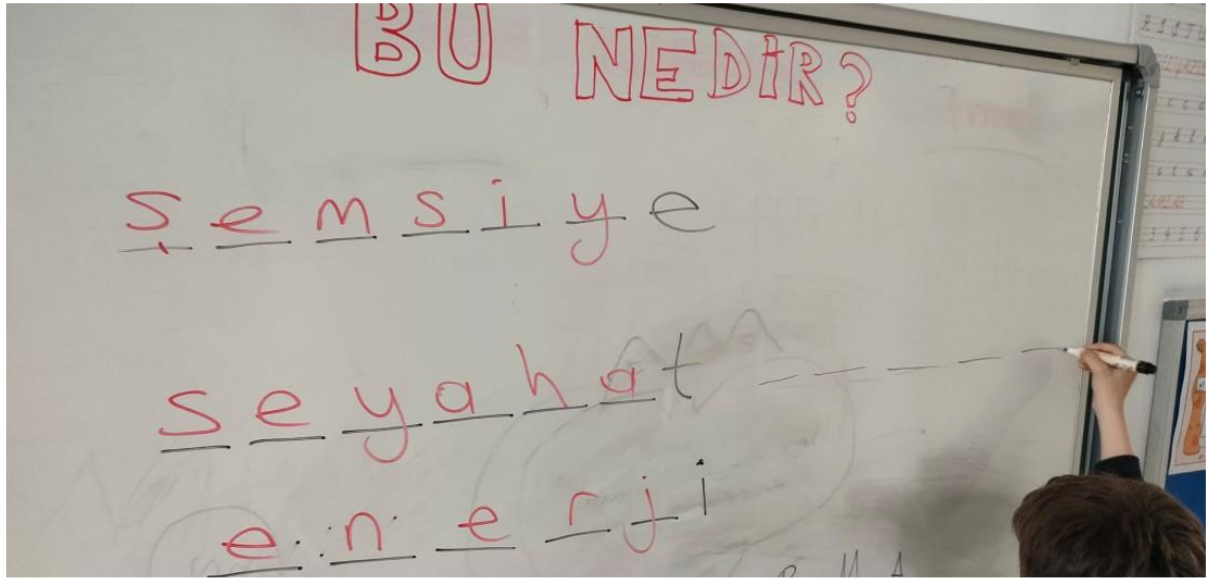 BU NEDİR?
şemsiye
seyahat _ _ _ _ _
enerji